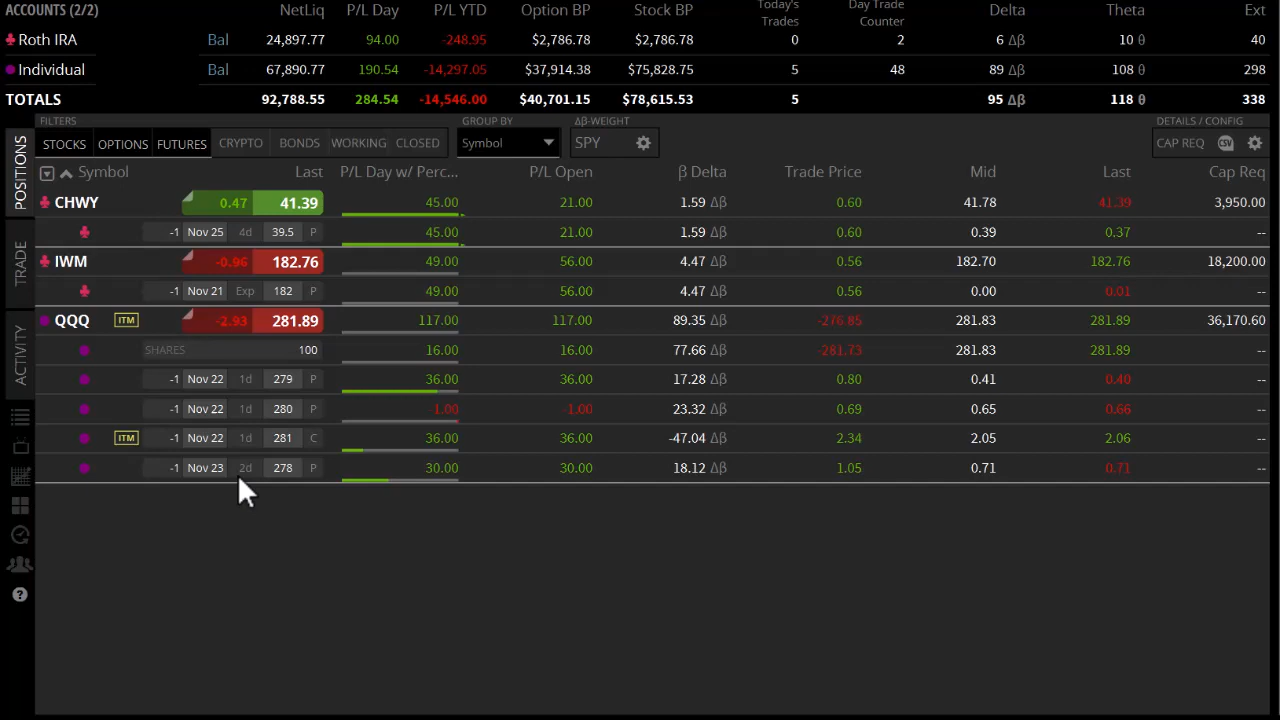 ACCOUNTS (2/2) NetLiq P/L Day P/L YTD Option BP Stock BP Today's Trades Day Trade Counter Delta Theta Ext
Roth IRA Bal 24,897.77 94.00 -248.95 $2,786.78 $2,786.78 0 2 6 Δβ 10 θ 40
Individual Bal 67,890.77 190.54 -14,297.05 $37,914.38 $75,828.75 5 48 89 Δβ 108 θ 298
TOTALS 92,788.55 284.54 -14,546.00 $40,701.15 $78,615.53 5 95 Δβ 118 θ 338
FILTERS GROUP BY Δβ-WEIGHT DETAILS / CONFIG
STOCKS OPTIONS FUTURES CRYPTO BONDS WORKING CLOSED Symbol SPY CAP REQ CSV
Symbol Last P/L Day w/ Perc... P/L Open β Delta Trade Price Mid Last Cap Req
CHWY 0.47 41.39 45.00 21.00 1.59 Δβ 0.60 41.78 41.39 3,950.00
-1 Nov 25 4d 39.5 P 45.00 21.00 1.59 Δβ 0.60 0.39 0.37 --
IWM -0.96 182.76 49.00 56.00 4.47 Δβ 0.56 182.70 182.76 18,200.00
-1 Nov 21 Exp 182 P 49.00 56.00 4.47 Δβ 0.56 0.00 0.01 --
QQQ ITM -2.93 281.89 117.00 117.00 89.35 Δβ -276.85 281.83 281.89 36,170.60
SHARES 100 16.00 16.00 77.66 Δβ -281.73 281.83 281.89 --
-1 Nov 22 1d 279 P 36.00 36.00 17.28 Δβ 0.80 0.41 0.40 --
-1 Nov 22 1d 280 P -1.00 -1.00 23.32 Δβ 0.69 0.65 0.66 --
ITM -1 Nov 22 1d 281 C 36.00 36.00 -47.04 Δβ 2.34 2.05 2.06 --
-1 Nov 23 2d 278 P 30.00 30.00 18.12 Δβ 1.05 0.71 0.71 --
POSITIONS
TRADE
ACTIVITY
?